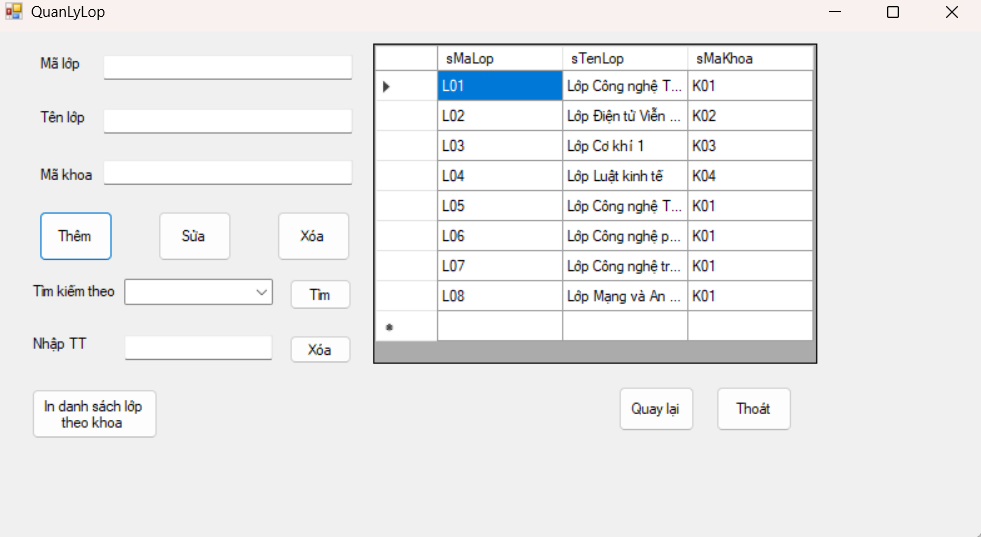 QuanLyLop
Mã lớp
Tên lớp
Mã khoa
Thêm
Sửa
Xóa
Tìm kiếm theo
Tìm
Nhập TT
Xóa
In danh sách lớp
theo khoa
sMaLop sTenLop sMaKhoa
L01 Lớp Công nghệ T... K01
L02 Lớp Điện tử Viễn ... K02
L03 Lớp Cơ khí 1 K03
L04 Lớp Luật kinh tế K04
L05 Lớp Công nghệ T... K01
L06 Lớp Công nghệ p... K01
L07 Lớp Công nghệ tr... K01
L08 Lớp Mạng và An ... K01
Quay lại
Thoát